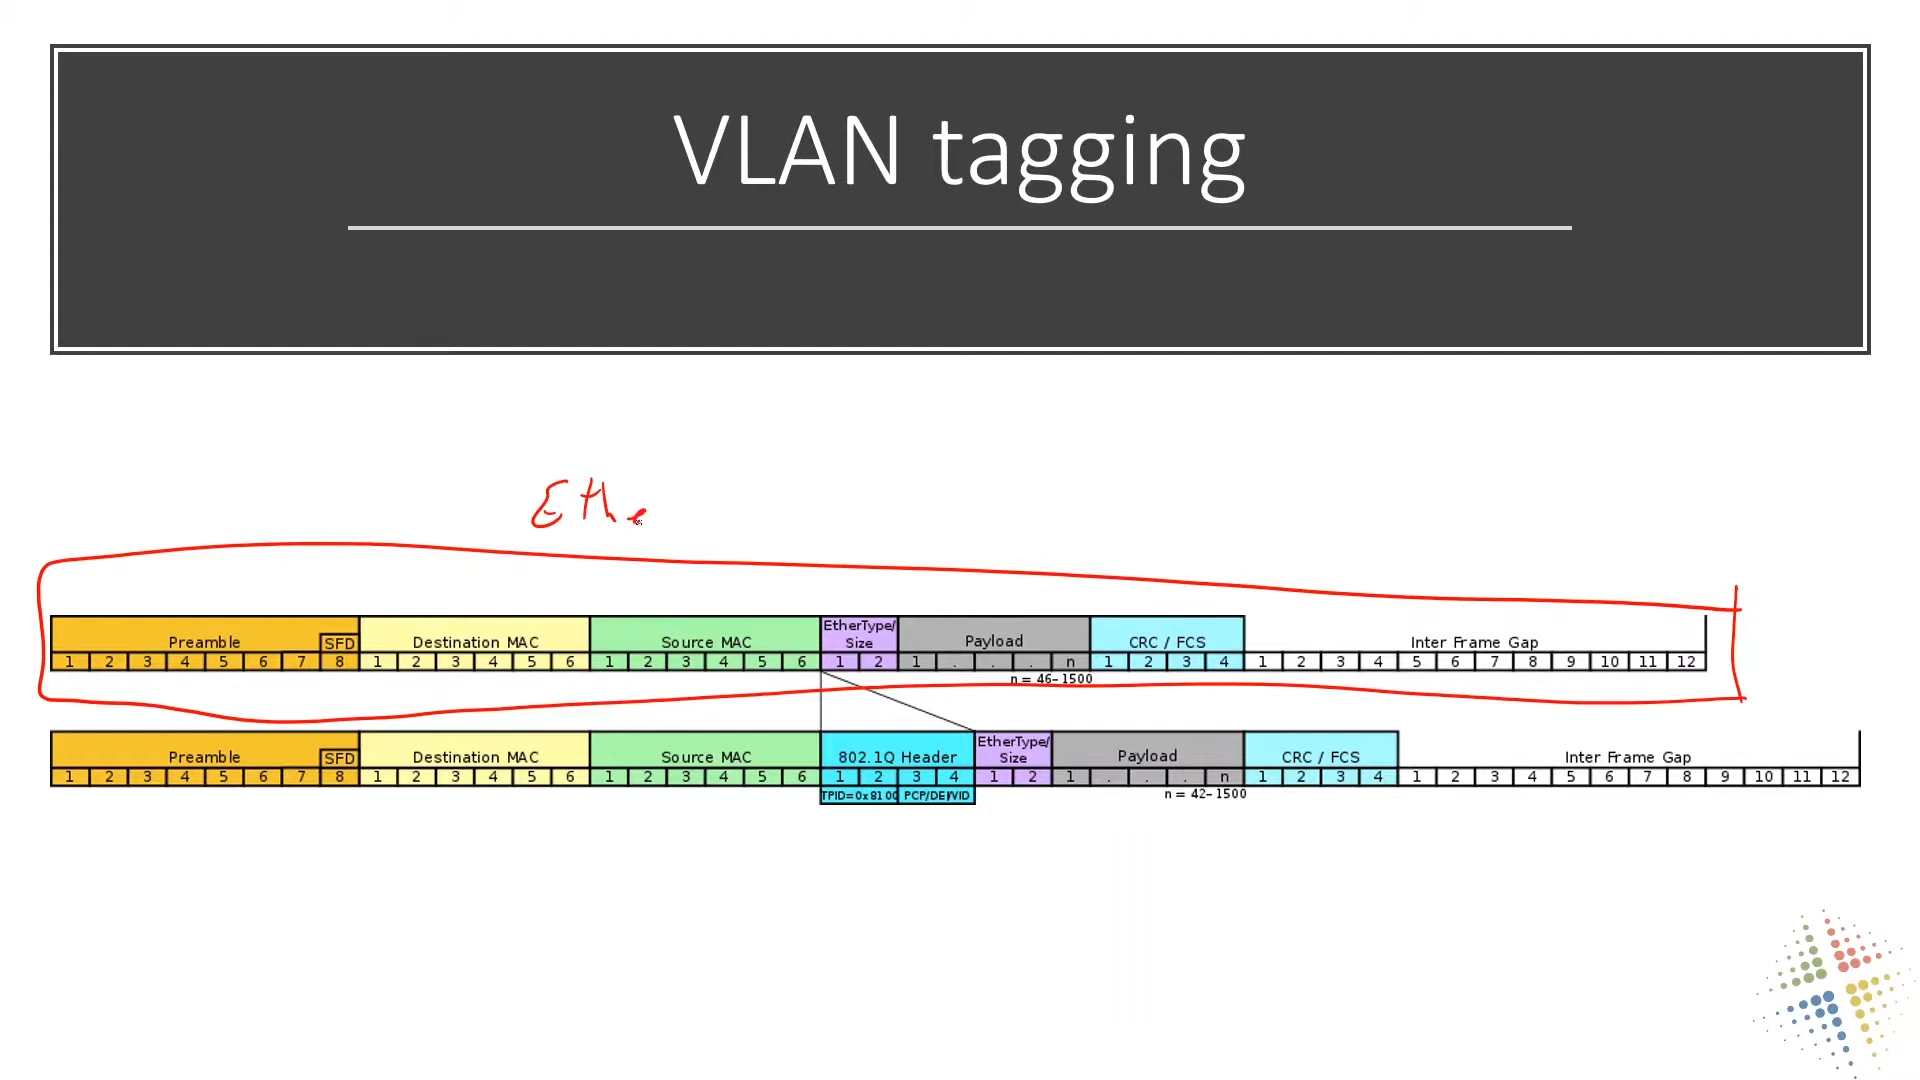 VLAN tagging
Ethe
Preamble SFD Destination MAC Source MAC EtherType/ Size Payload CRC / FCS Inter Frame Gap
1 2 3 4 5 6 7 8 1 2 3 4 5 6 1 2 3 4 5 6 1 2 1 . . . n 1 2 3 4 1 2 3 4 5 6 7 8 9 10 11 12
n = 46-1500
Preamble SFD Destination MAC Source MAC 802.1Q Header EtherType/ Size Payload CRC / FCS Inter Frame Gap
1 2 3 4 5 6 7 8 1 2 3 4 5 6 1 2 3 4 5 6 1 2 3 4 1 2 1 . . . n 1 2 3 4 1 2 3 4 5 6 7 8 9 10 11 12
TPID=0x8100 PCP/DEI/VID n = 42-1500